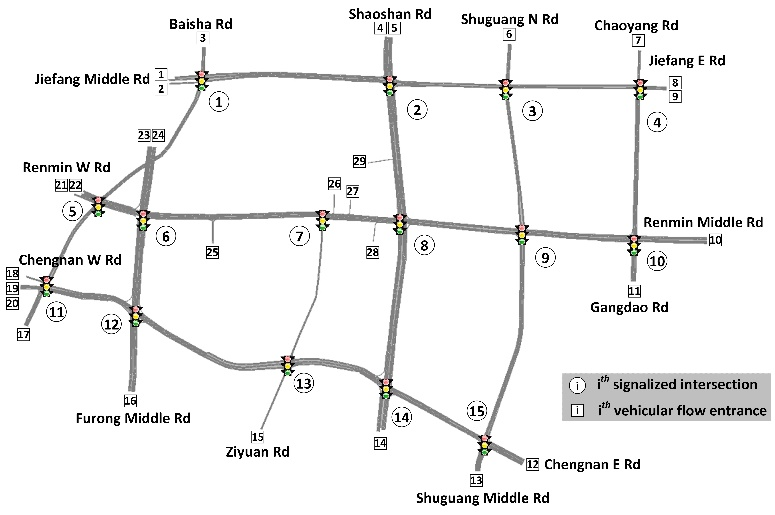 Baisha Rd
3
Shaoshan Rd
4 5
Shuguang N Rd
6
Chaoyang Rd
7
Jiefang Middle Rd
1
2
Jiefang E Rd
8
9
1
2
3
4
23 24
29
Renmin W Rd
21 22
26
27
Renmin Middle Rd
10
5
6
7
8
9
10
25
28
Chengnan W Rd
18
19
20
11
17
12
11
Gangdao Rd
13
14
15
16
Furong Middle Rd
15
Ziyuan Rd
14
12
Chengnan E Rd
13
Shuguang Middle Rd
i ith signalized intersection
i ith vehicular flow entrance